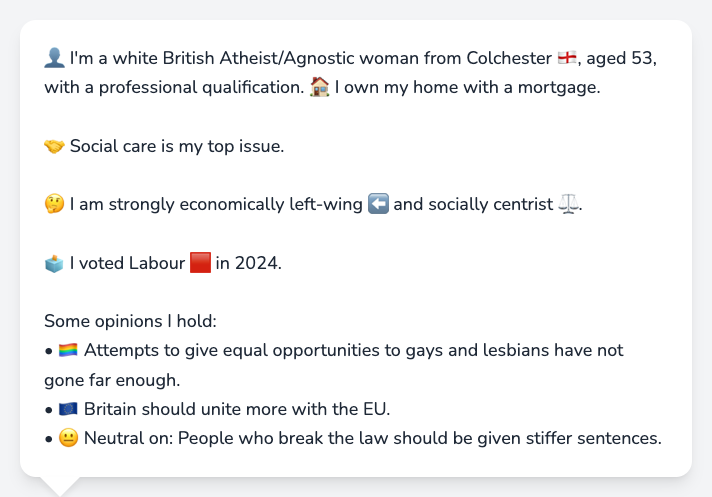 👤 I'm a white British Atheist/Agnostic woman from Colchester 🏴󠁧󠁢󠁥󠁮󠁧󠁿, aged 53,
with a professional qualification. 🏠 I own my home with a mortgage.
🤝 Social care is my top issue.
🤔 I am strongly economically left-wing ⬅️ and socially centrist ⚖️.
🗳️ I voted Labour 🟥 in 2024.
Some opinions I hold:
• 🏳️‍🌈 Attempts to give equal opportunities to gays and lesbians have not
gone far enough.
• 🇪🇺 Britain should unite more with the EU.
• 😐 Neutral on: People who break the law should be given stiffer sentences.